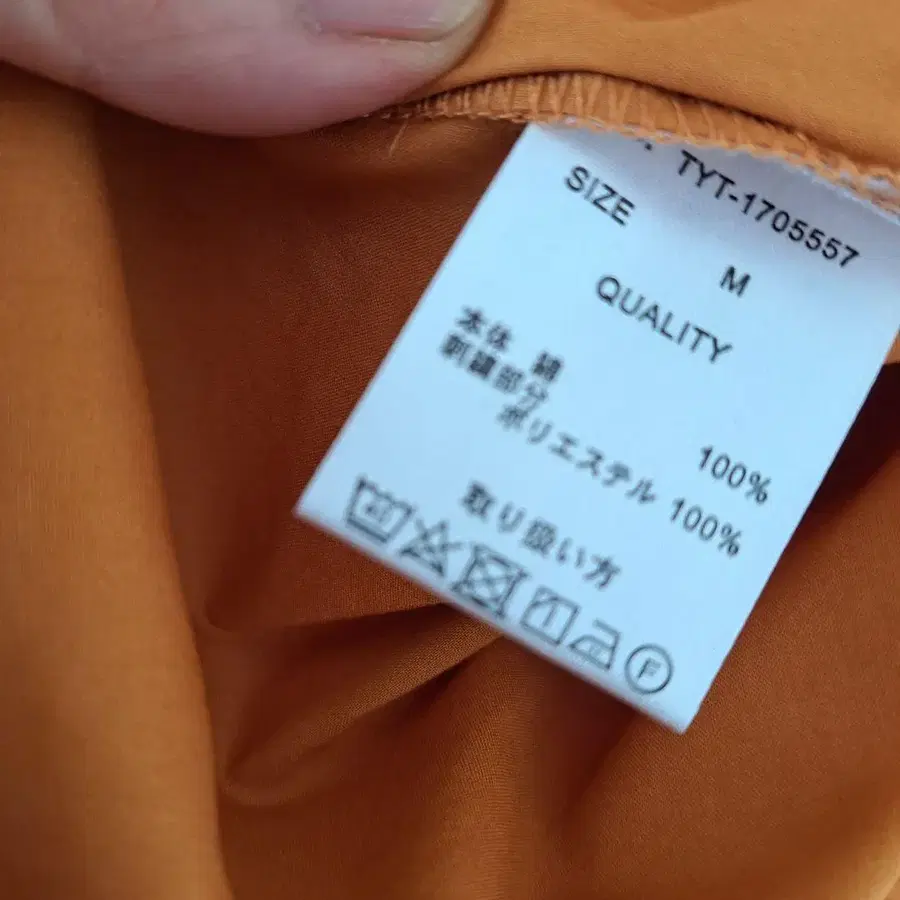 TYT-1705557
SIZE
M
QUALITY
本体 綿 100%
刺繍部分
ポリエステル 100%
取り扱い方
F